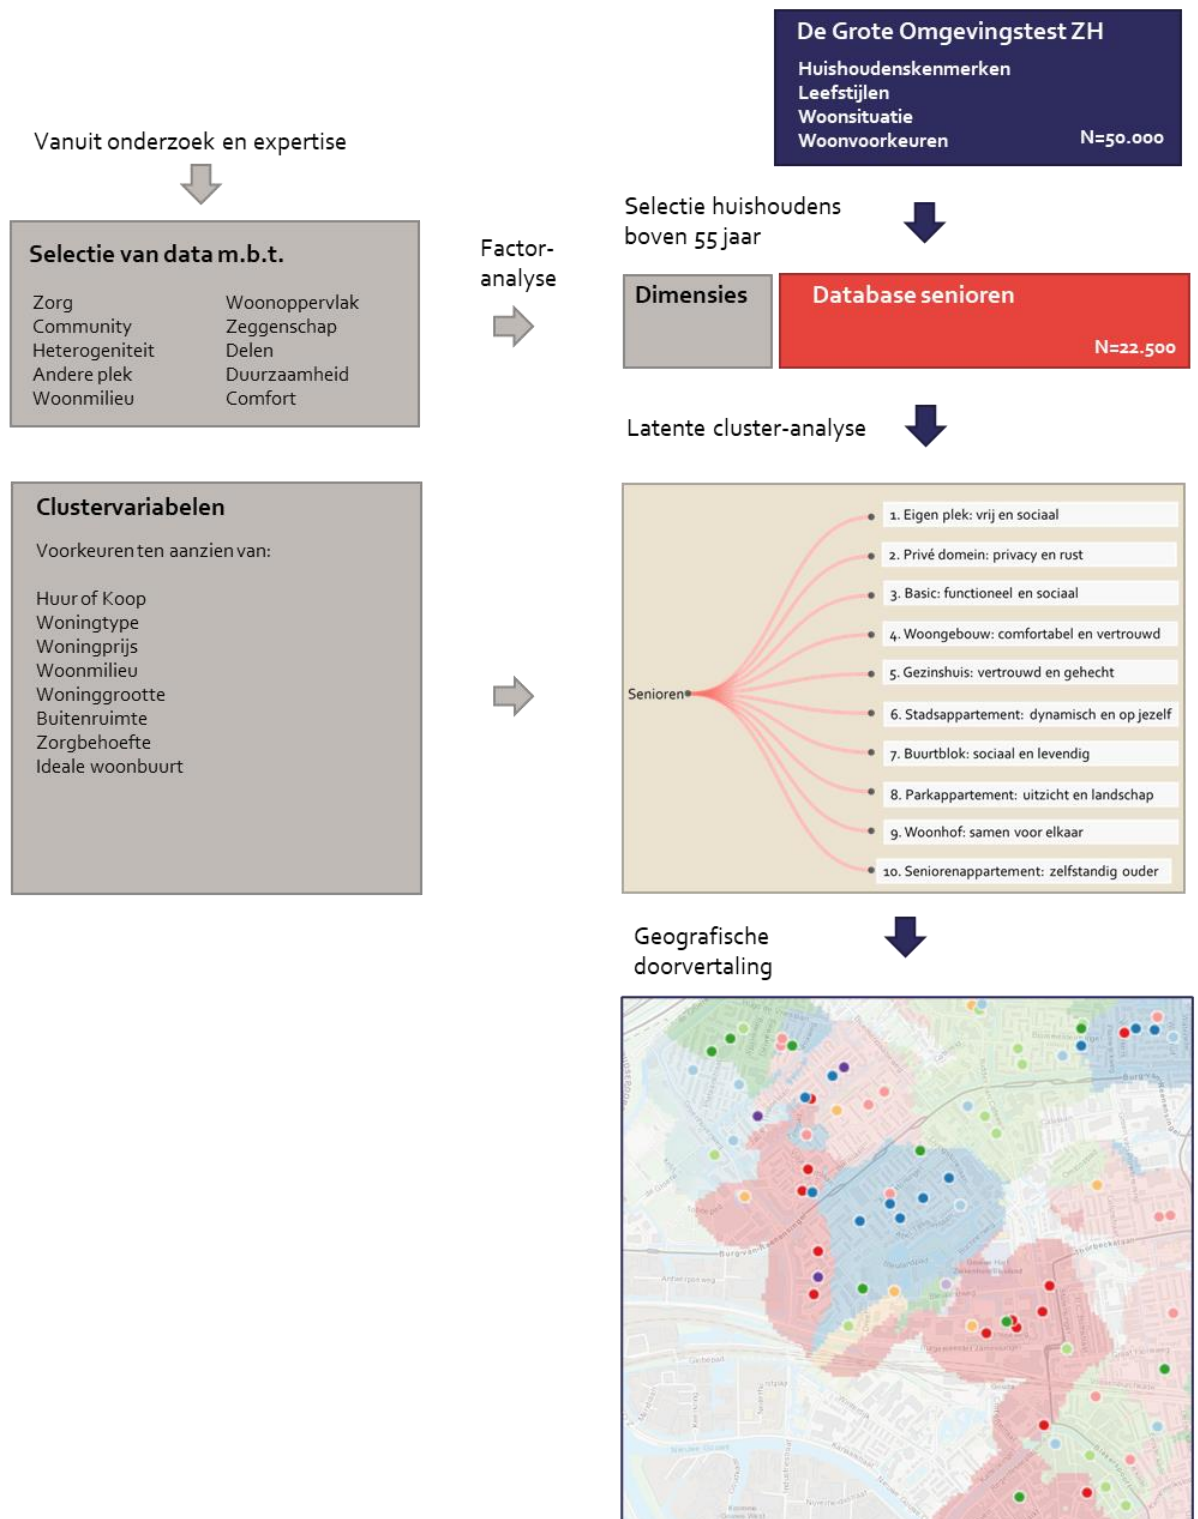 De Grote Omgevingstest ZH
Huishoudenskenmerken
Leefstijlen
Woonsituatie
Woonvoorkeuren
N=50.000
Vanuit onderzoek en expertise
Selectie van data m.b.t.
Zorg
Community
Heterogeniteit
Andere plek
Woonmilieu
Woonoppervlak
Zeggenschap
Delen
Duurzaamheid
Comfort
Factor-
analyse
Selectie huishoudens
boven 55 jaar
Dimensies
Database senioren
N=22.500
Latente cluster-analyse
Clustervariabelen
Voorkeuren ten aanzien van:
Huur of Koop
Woningtype
Woningprijs
Woonmilieu
Woninggrootte
Buitenruimte
Zorgbehoefte
Ideale woonbuurt
Senioren
1. Eigen plek: vrij en sociaal
2. Privé domein: privacy en rust
3. Basic: functioneel en sociaal
4. Woongebouw: comfortabel en vertrouwd
5. Gezinshuis: vertrouwd en gehecht
6. Stadsappartement: dynamisch en op jezelf
7. Buurtblok: sociaal en levendig
8. Parkappartement: uitzicht en landschap
9. Woonhof: samen voor elkaar
10. Seniorenappartement: zelfstandig ouder
Geografische
doorvertaling
Antwerpseweg